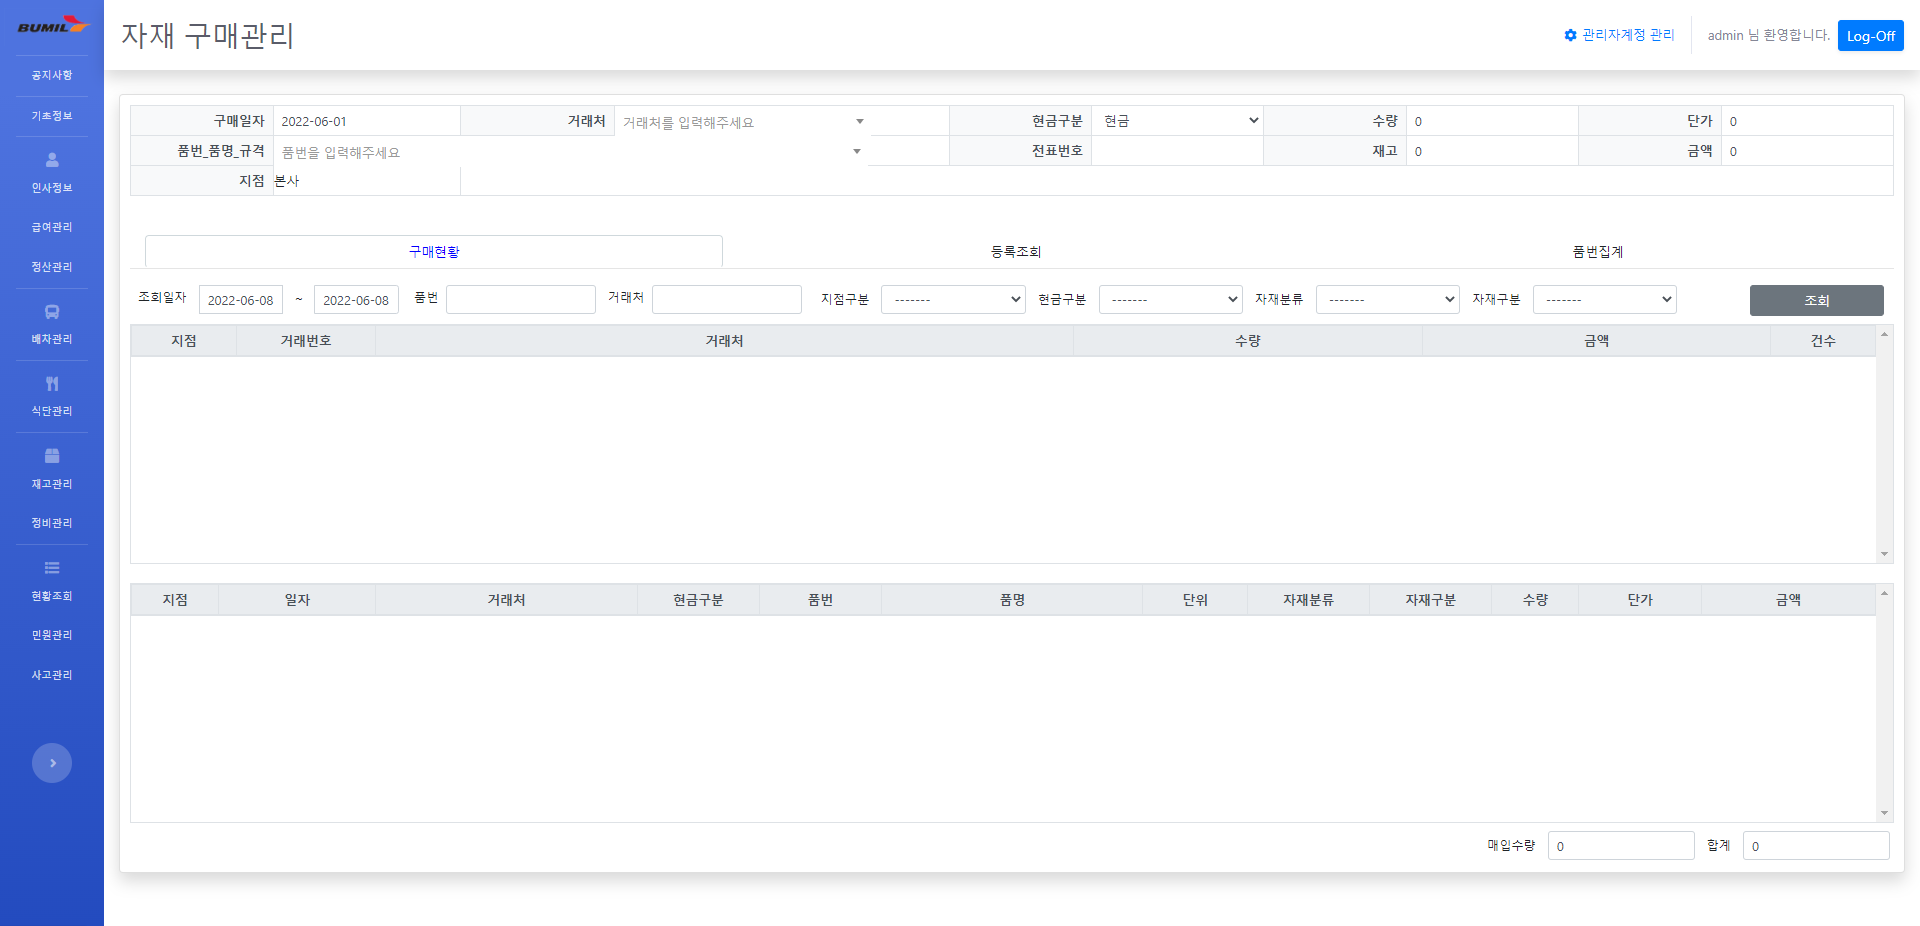 BUMIL
자재 구매관리
관리자계정 관리
admin 님 환영합니다.
Log-Off
공지사항
기초정보
인사정보
급여관리
정산관리
배차관리
식단관리
재고관리
정비관리
현황조회
민원관리
사고관리
구매일자 2022-06-01 거래처 거래처를 입력해주세요 현금구분 현금 수량 0 단가 0
품번_품명_규격 품번을 입력해주세요 전표번호 재고 0 금액 0
지점 본사
구매현황 등록조회 품번집계
조회일자 2022-06-08 ~ 2022-06-08 품번 거래처 지점구분 ------- 현금구분 ------- 자재분류 ------- 자재구분 ------- 조회
지점 거래번호 거래처 수량 금액 건수
지점 일자 거래처 현금구분 품번 품명 단위 자재분류 자재구분 수량 단가 금액
매입수량 0 합계 0